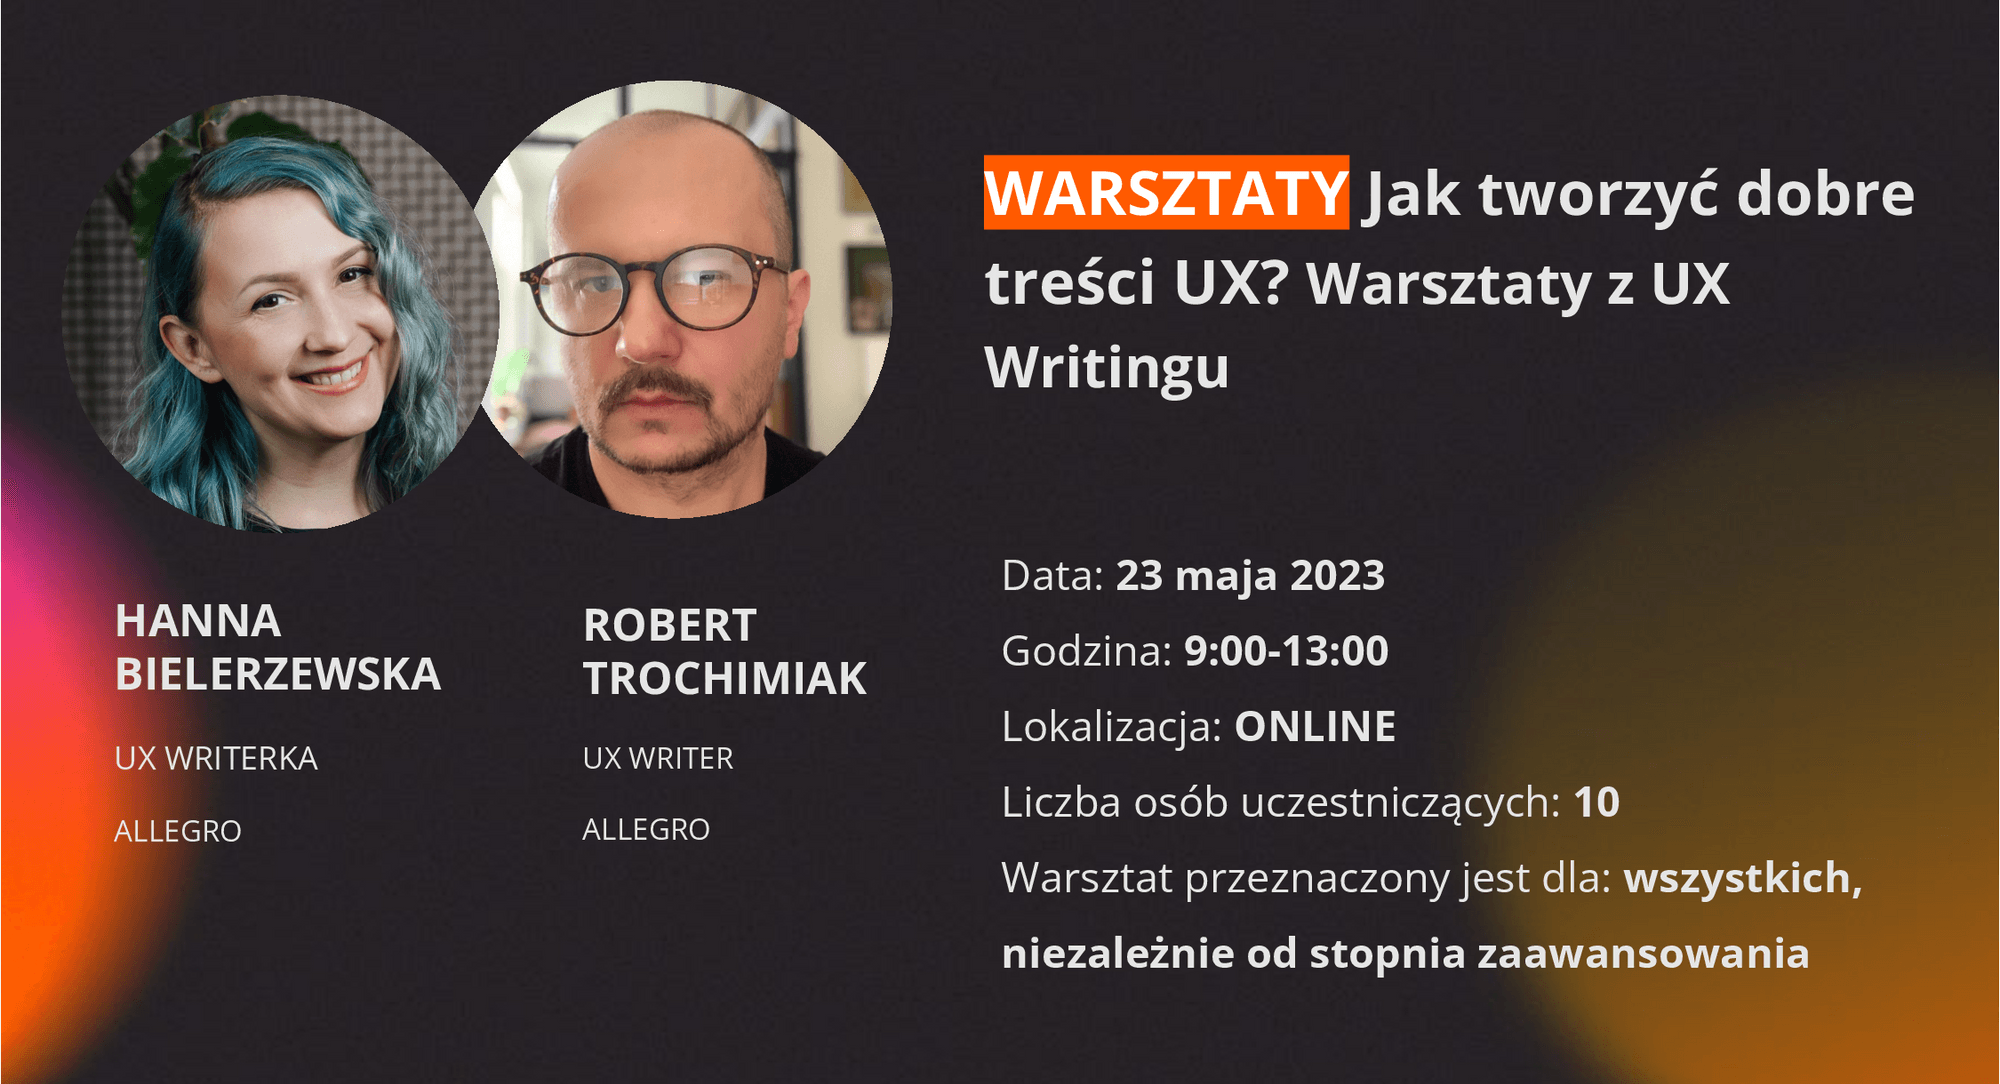 WARSZTATY Jak tworzyć dobre
treści UX? Warsztaty z UX
Writingu
HANNA
BIELERZEWSKA
UX WRITERKA
ALLEGRO
ROBERT
TROCHIMIAK
UX WRITER
ALLEGRO
Data: 23 maja 2023
Godzina: 9:00-13:00
Lokalizacja: ONLINE
Liczba osób uczestniczących: 10
Warsztat przeznaczony jest dla: wszystkich,
niezależnie od stopnia zaawansowania